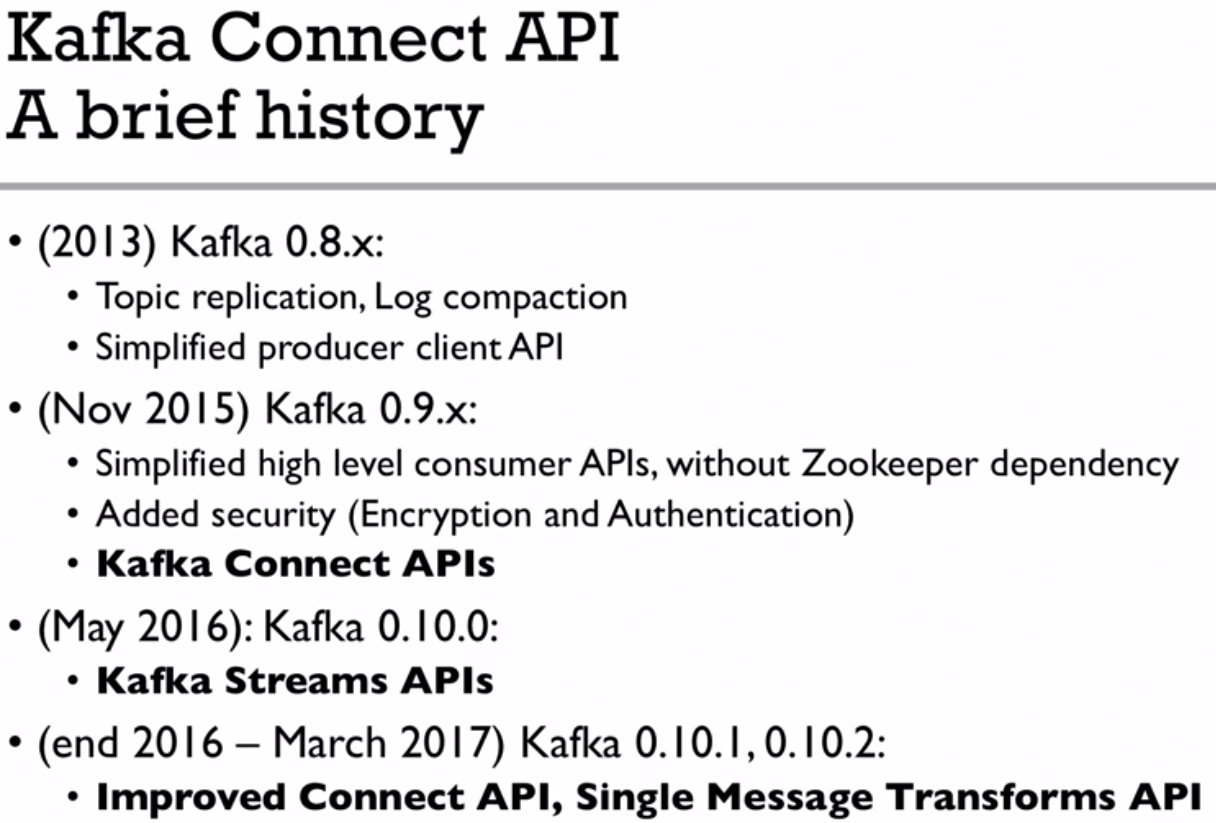 Kafka Connect API
A brief history
• (2013) Kafka 0.8.x:
• Topic replication, Log compaction
• Simplified producer client API
• (Nov 2015) Kafka 0.9.x:
• Simplified high level consumer APIs, without Zookeeper dependency
• Added security (Encryption and Authentication)
• Kafka Connect APIs
• (May 2016): Kafka 0.10.0:
• Kafka Streams APIs
• (end 2016 – March 2017) Kafka 0.10.1, 0.10.2:
• Improved Connect API, Single Message Transforms API